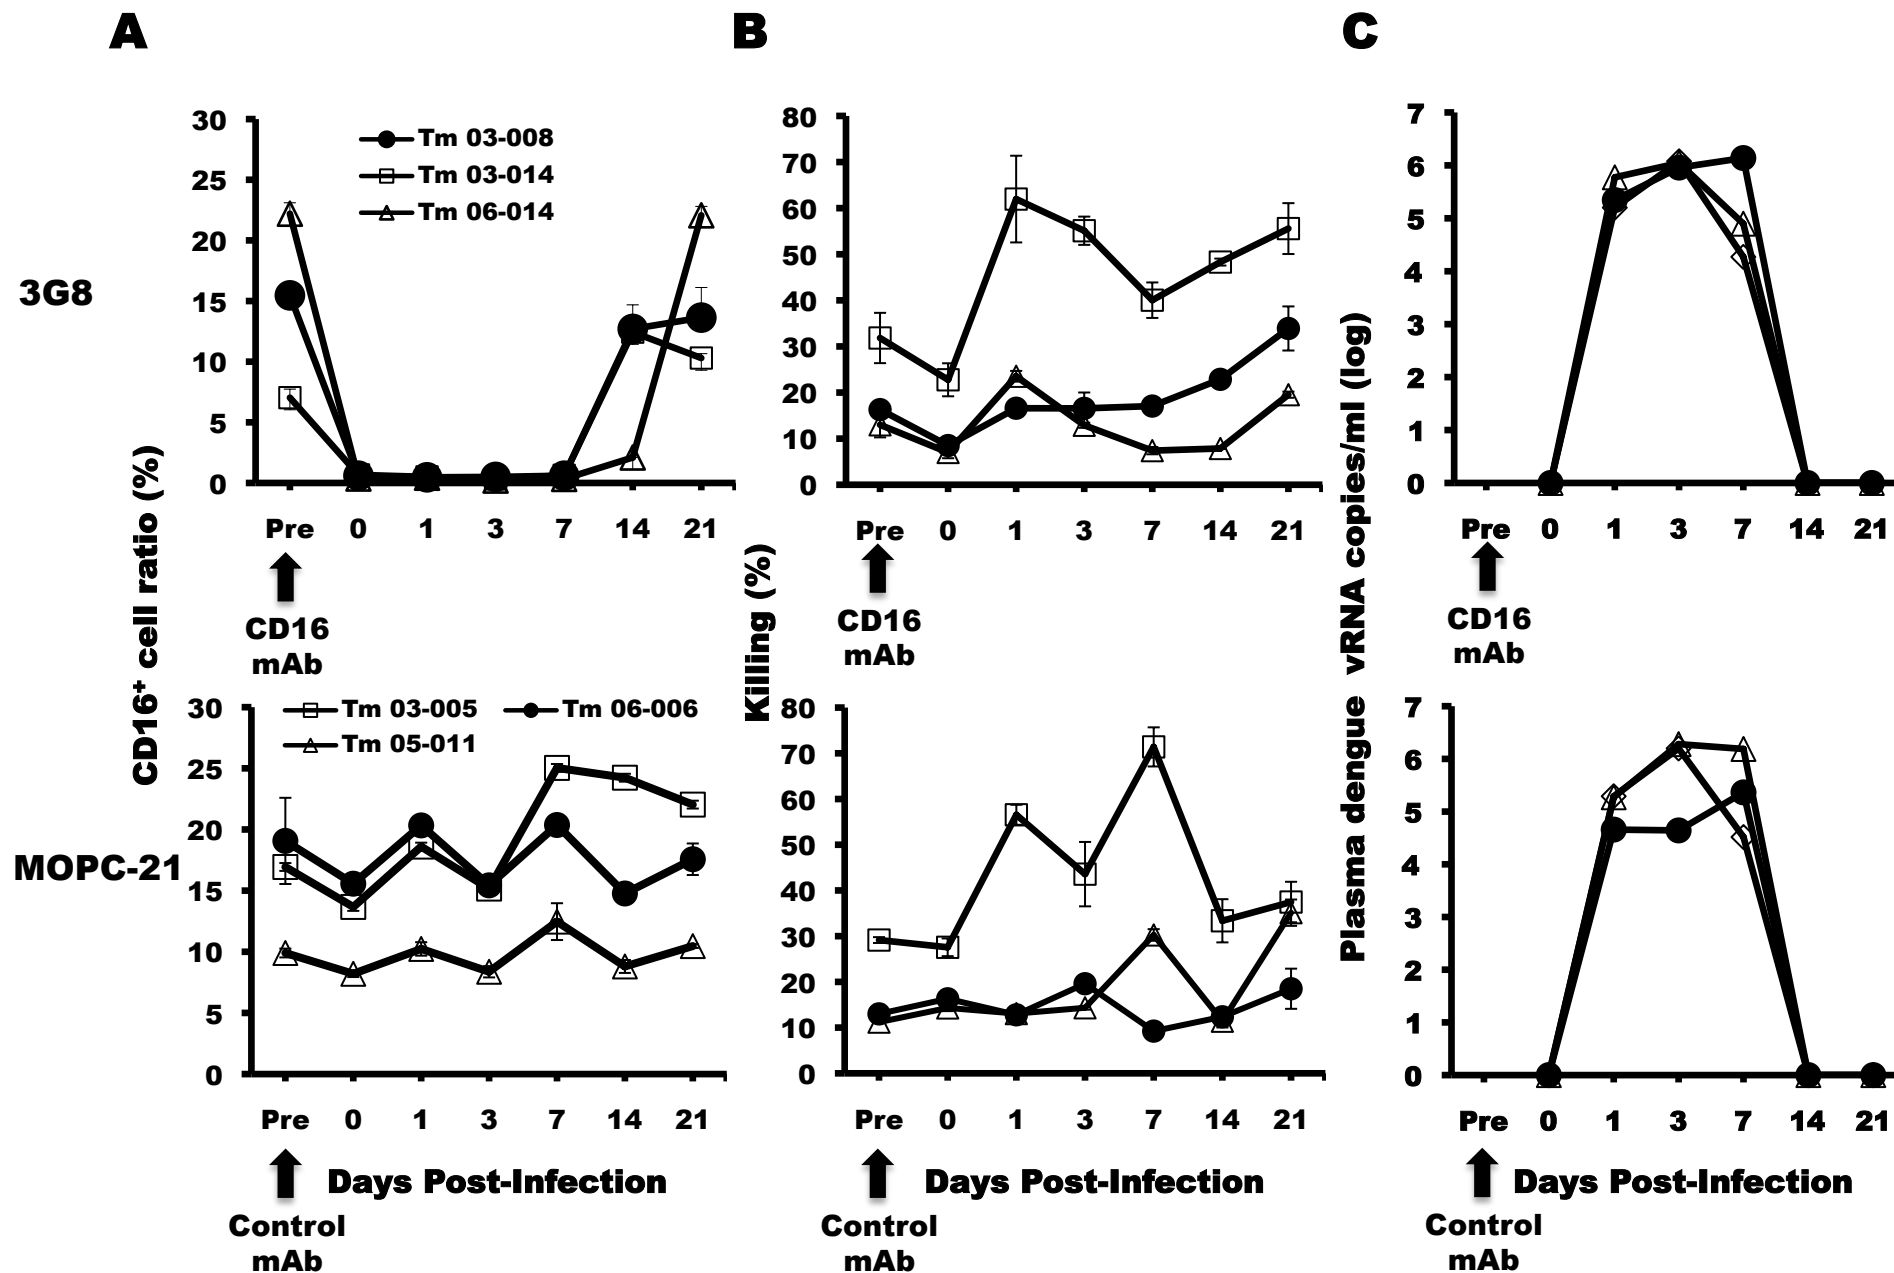 A
B
C
3G8
MOPC-21
CD16+ cell ratio (%)
30
25
20
15
10
5
0
Tm 03-008
Tm 03-014
Tm 06-014
Pre 0 1 3 7 14 21
CD16
mAb
Killing (%)
80
70
60
50
40
30
20
10
0
Pre 0 1 3 7 14 21
CD16
mAb
Plasma dengue vRNA copies/ml (log)
7
6
5
4
3
2
1
0
Pre 0 1 3 7 14 21
CD16
mAb
30
25
20
15
10
5
0
Tm 03-005 Tm 06-006
Tm 05-011
Pre 0 1 3 7 14 21
Days Post-Infection
Control
mAb
80
70
60
50
40
30
20
10
0
Pre 0 1 3 7 14 21
Days Post-Infection
Control
mAb
7
6
5
4
3
2
1
0
Pre 0 1 3 7 14 21
Days Post-Infection
Control
mAb